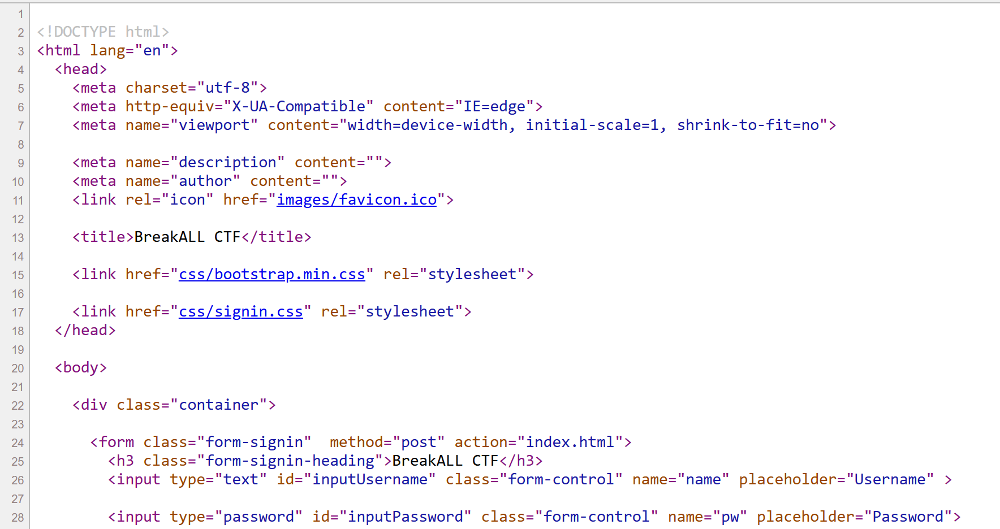 1
2 <!DOCTYPE html>
3 <html lang="en">
4 <head>
5 <meta charset="utf-8">
6 <meta http-equiv="X-UA-Compatible" content="IE=edge">
7 <meta name="viewport" content="width=device-width, initial-scale=1, shrink-to-fit=no">
8
9 <meta name="description" content="">
10 <meta name="author" content="">
11 <link rel="icon" href="images/favicon.ico">
12
13 <title>BreakALL CTF</title>
14
15 <link href="css/bootstrap.min.css" rel="stylesheet">
16
17 <link href="css/signin.css" rel="stylesheet">
18 </head>
19
20 <body>
21
22 <div class="container">
23
24 <form class="form-signin"  method="post" action="index.html">
25 <h3 class="form-signin-heading">BreakALL CTF</h3>
26 <input type="text" id="inputUsername" class="form-control" name="name" placeholder="Username" >
27
28 <input type="password" id="inputPassword" class="form-control" name="pw" placeholder="Password">